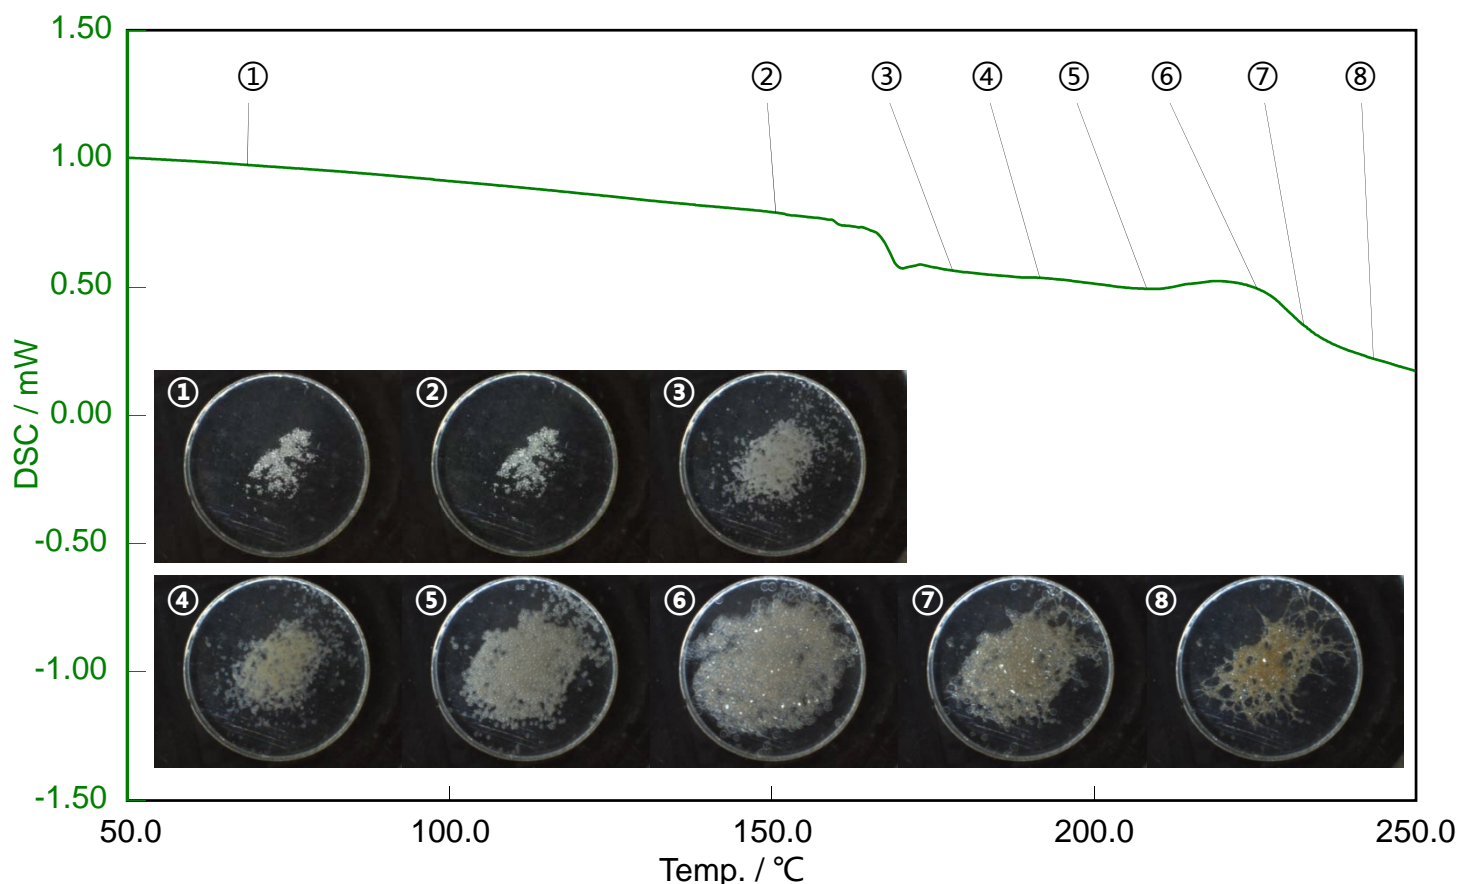 1.50
① ② ③ ④ ⑤ ⑥ ⑦ ⑧
1.00
0.50
0.00
-0.50
-1.00
-1.50
DSC / mW
① ② ③
④ ⑤ ⑥ ⑦ ⑧
50.0 100.0 150.0 200.0 250.0
Temp. / ℃